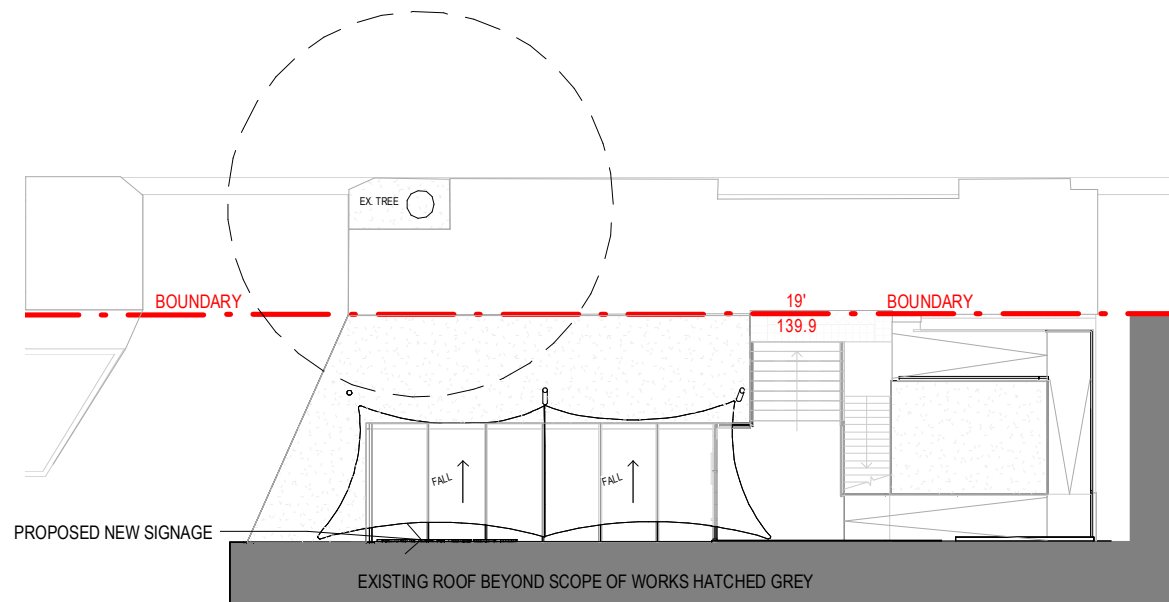 EX. TREE
BOUNDARY
19'
BOUNDARY
139.9
FALL
FALL
PROPOSED NEW SIGNAGE
EXISTING ROOF BEYOND SCOPE OF WORKS HATCHED GREY